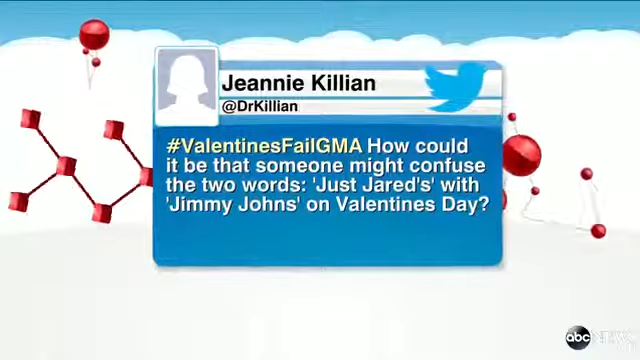 Jeannie Killian
@DrKillian
#ValentinesFailGMA How could
it be that someone might confuse
the two words: 'Just Jared's' with
'Jimmy Johns' on Valentines Day?
abc NEWS